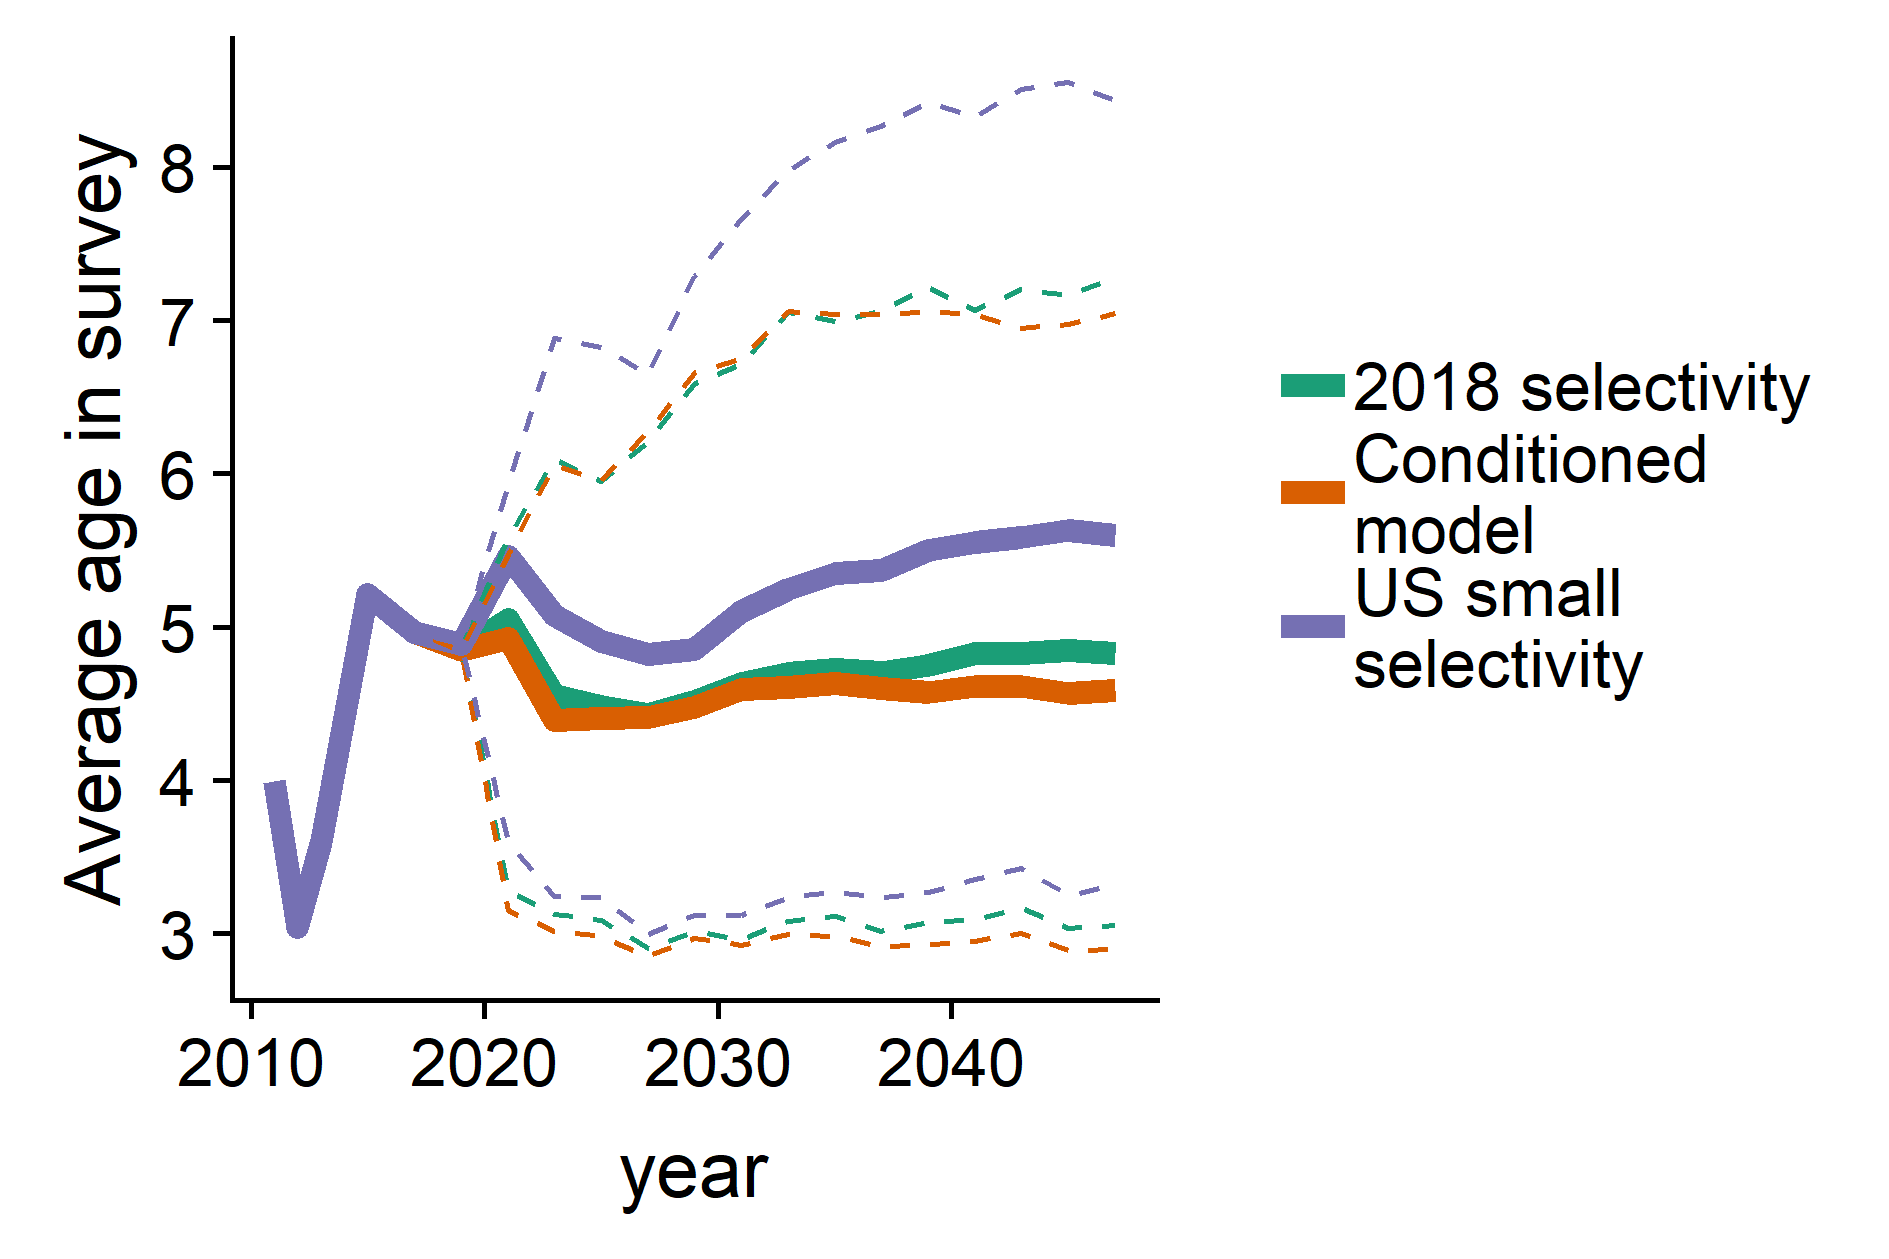 Average age in survey
8
7
6
5
4
3
2010 2020 2030 2040
year
2018 selectivity
Conditioned
model
US small
selectivity